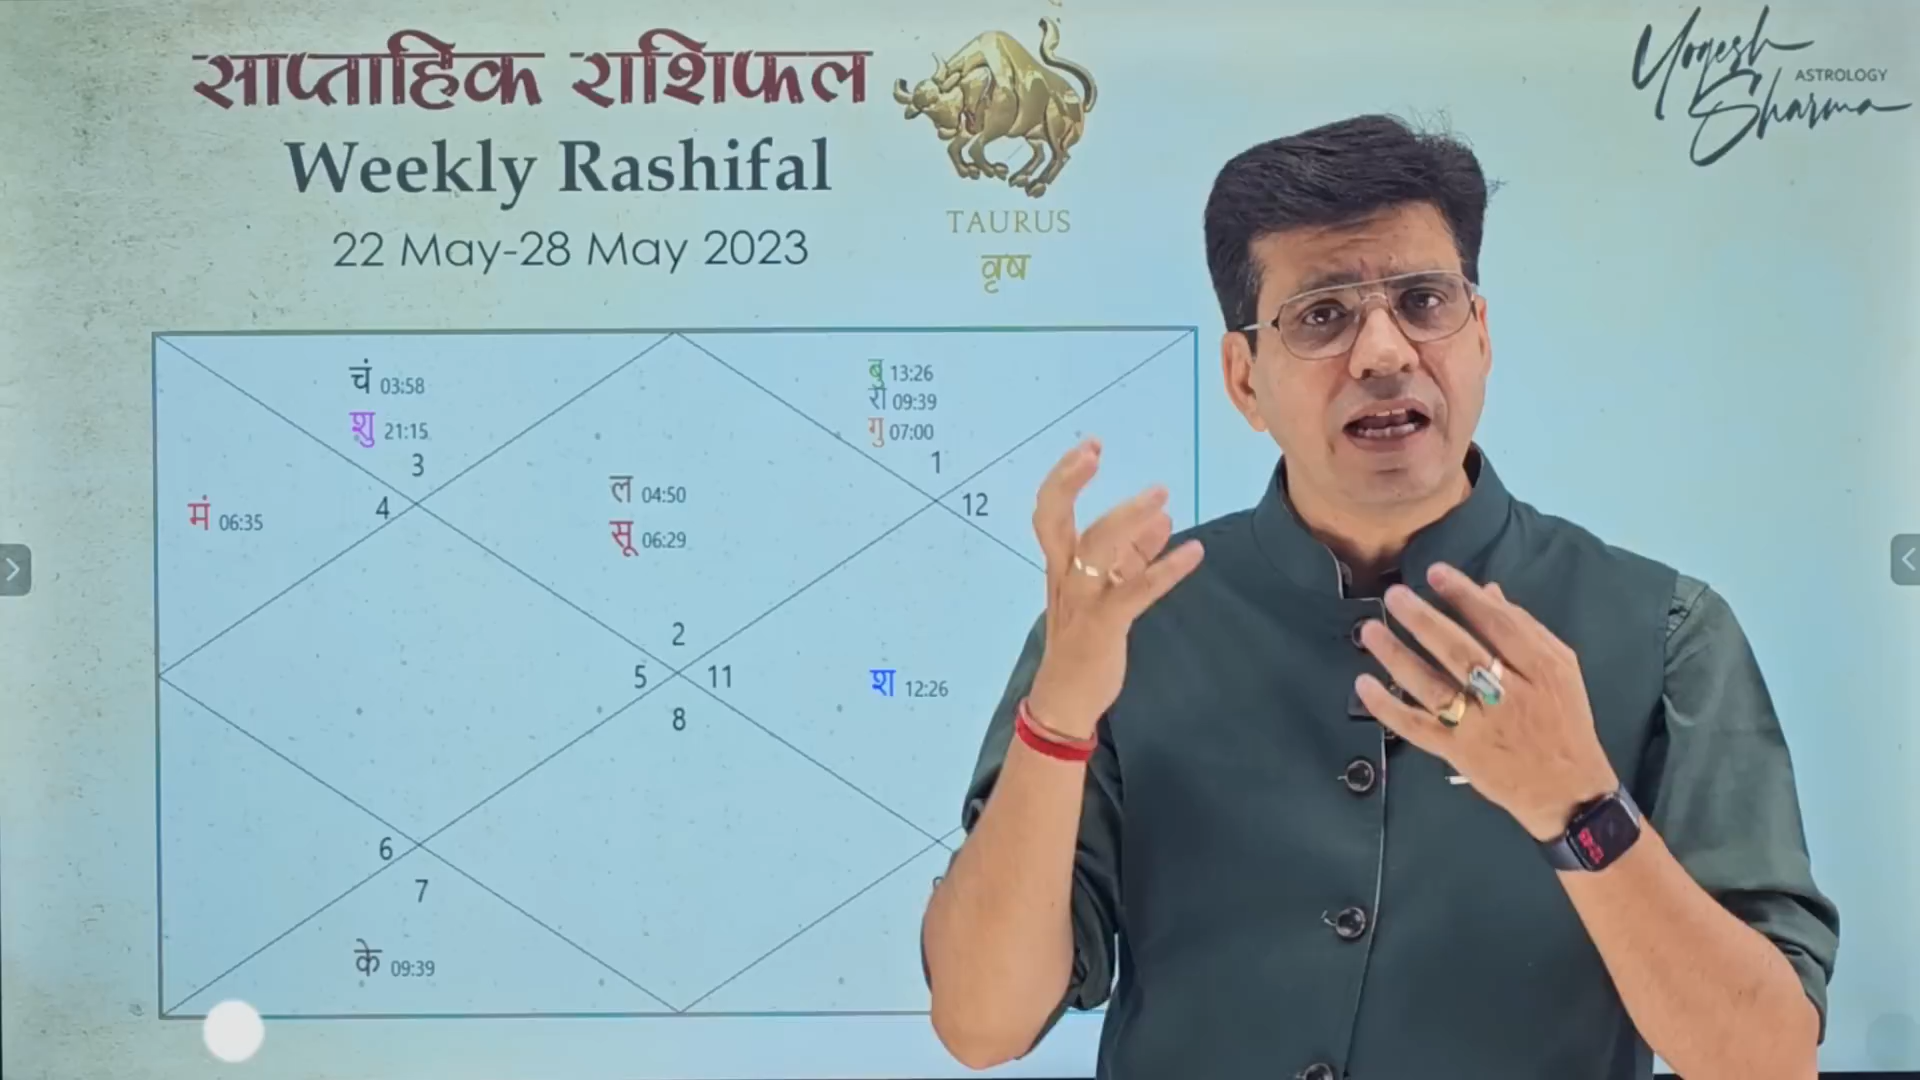 साप्ताहिक राशिफल
Weekly Rashifal
22 May-28 May 2023
TAURUS
वृष
Yogesh
ASTROLOGY
Sharma
चं 03:58
शु 21:15
3
4
मं 06:35
ल 04:50
सू 06:29
बु 13:26
रा 09:39
गु 07:00
1
12
2
5
11
8
श 12:26
6
7
के 09:39